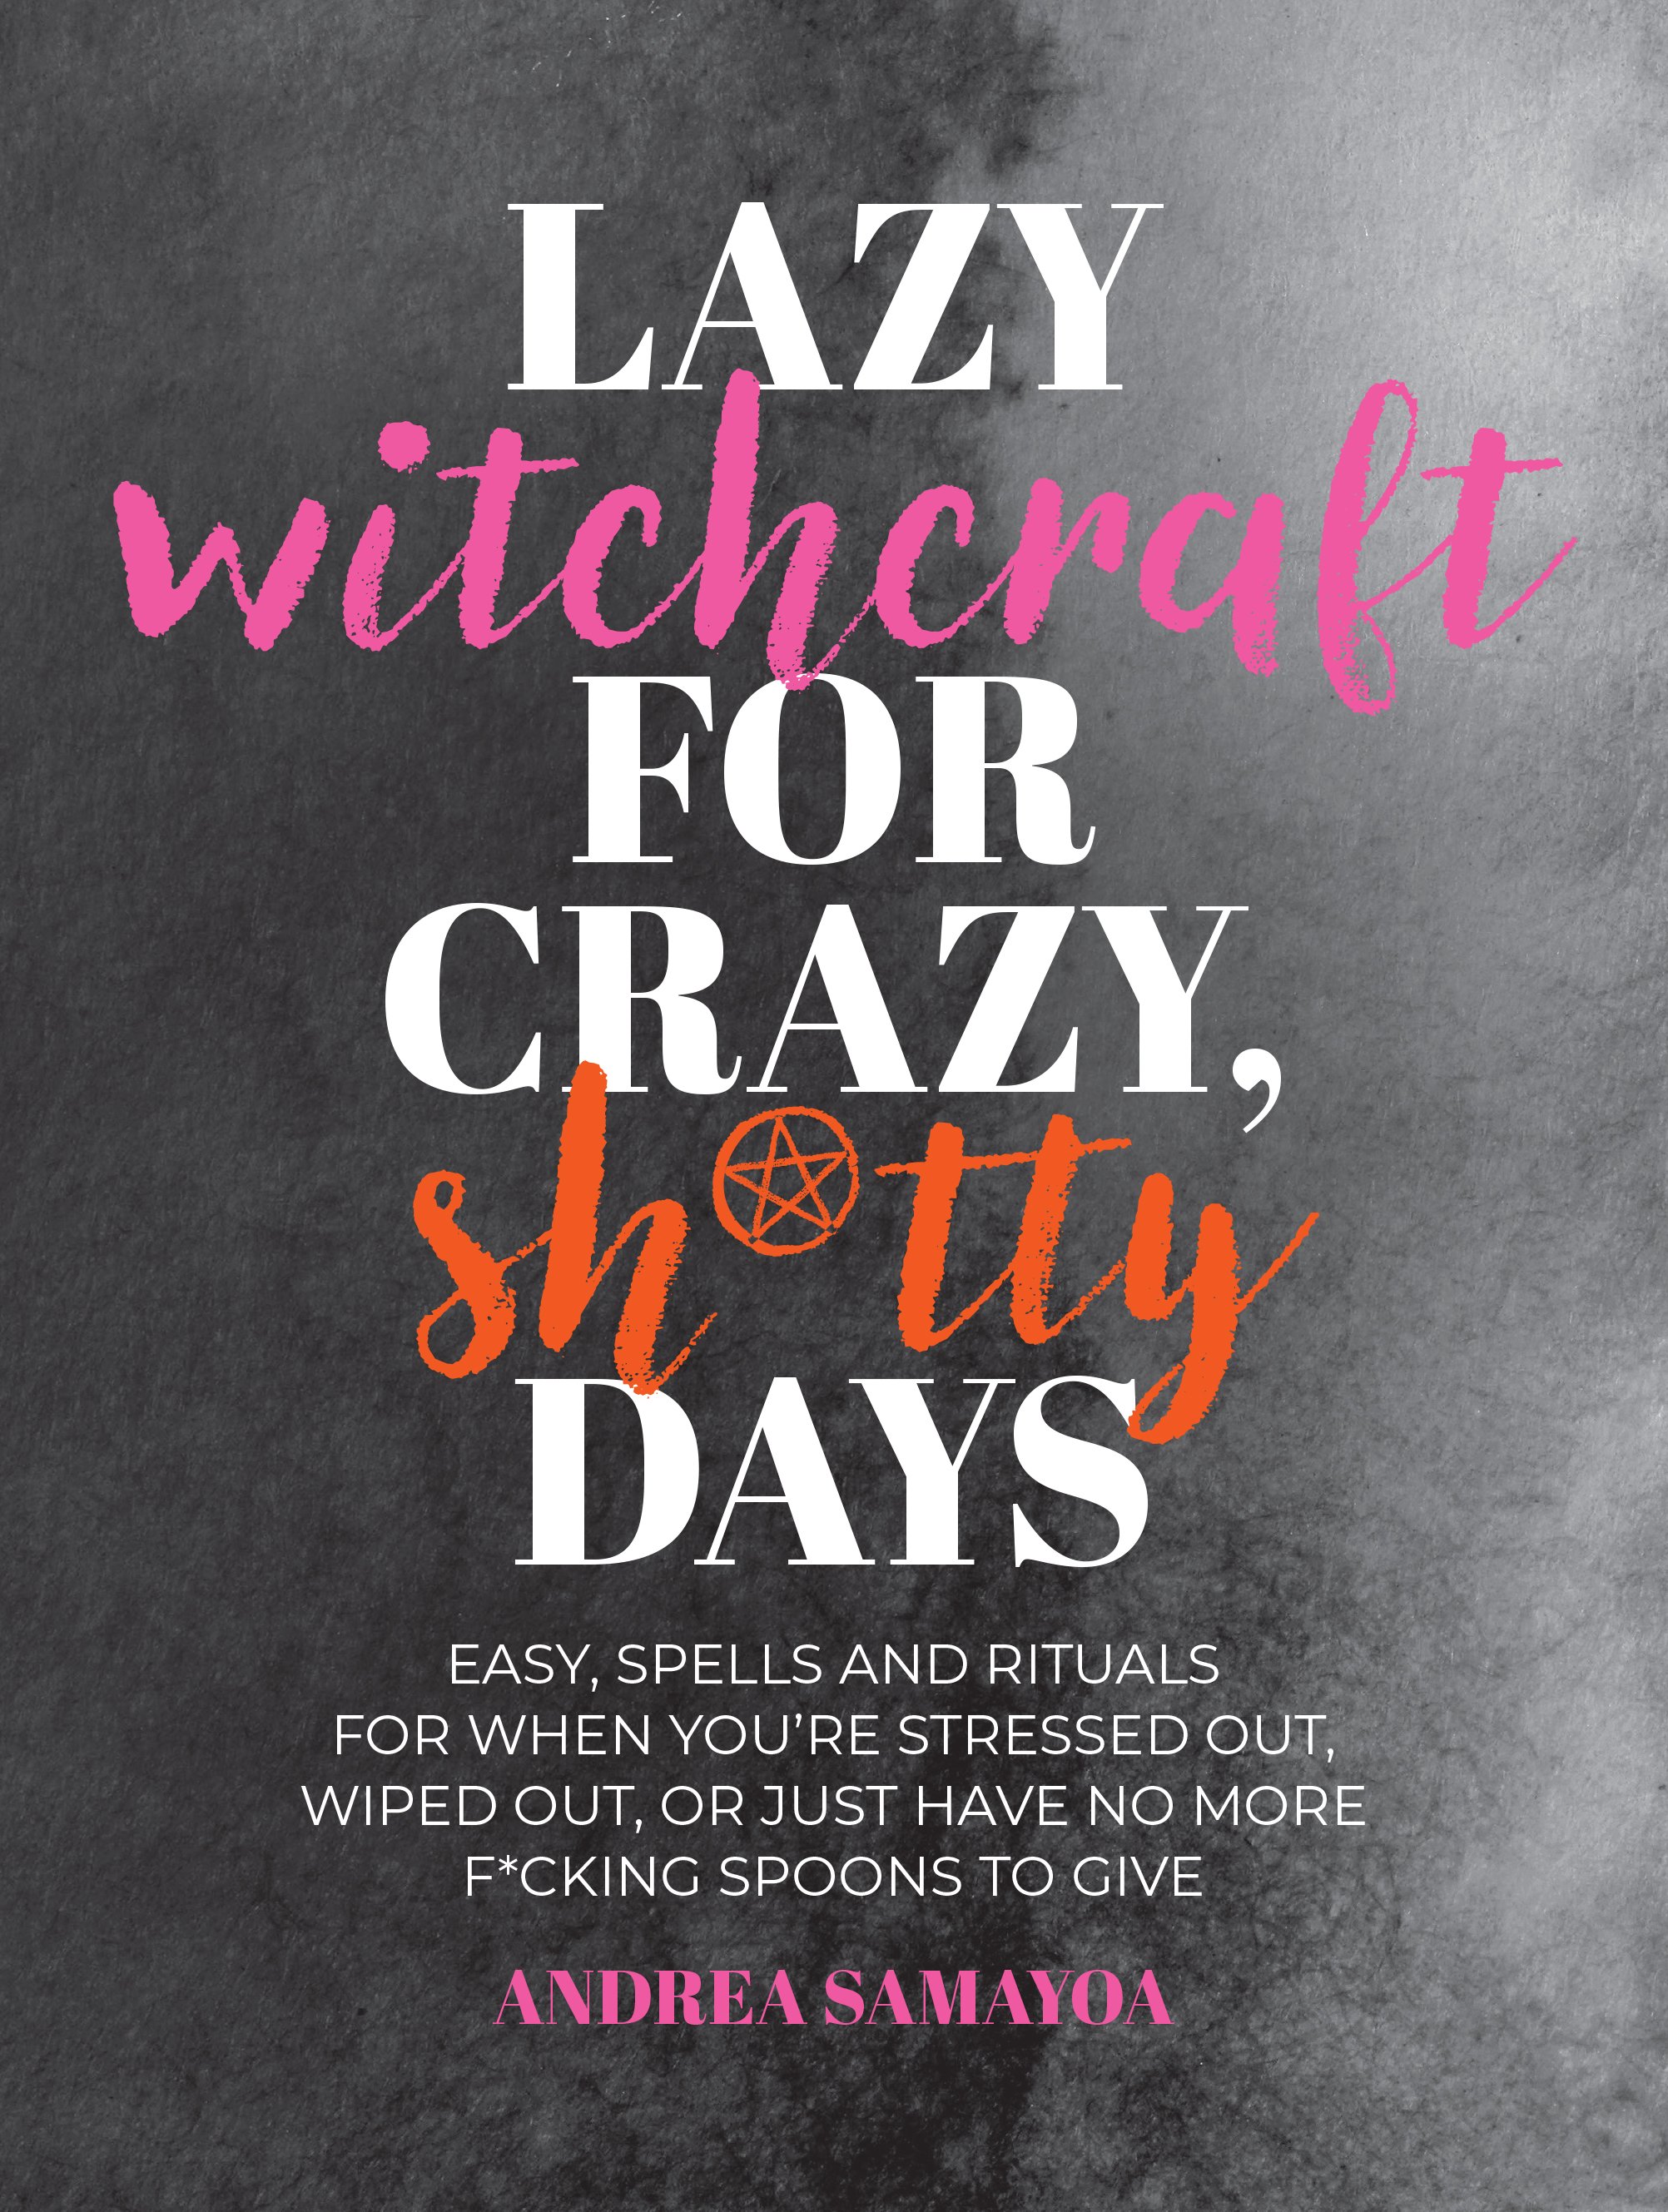 LAZY
witchcraft
FOR
CRAZY,
sh⛤tty
DAYS
EASY, SPELLS AND RITUALS
FOR WHEN YOU’RE STRESSED OUT,
WIPED OUT, OR JUST HAVE NO MORE
F*CKING SPOONS TO GIVE
ANDREA SAMAYOA